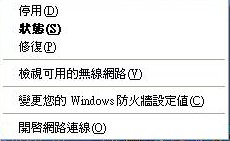 停用(D)
狀態(S)
修復(P)
檢視可用的無線網路(V)
變更您的 Windows 防火牆設定值(C)
開啟網路連線(O)